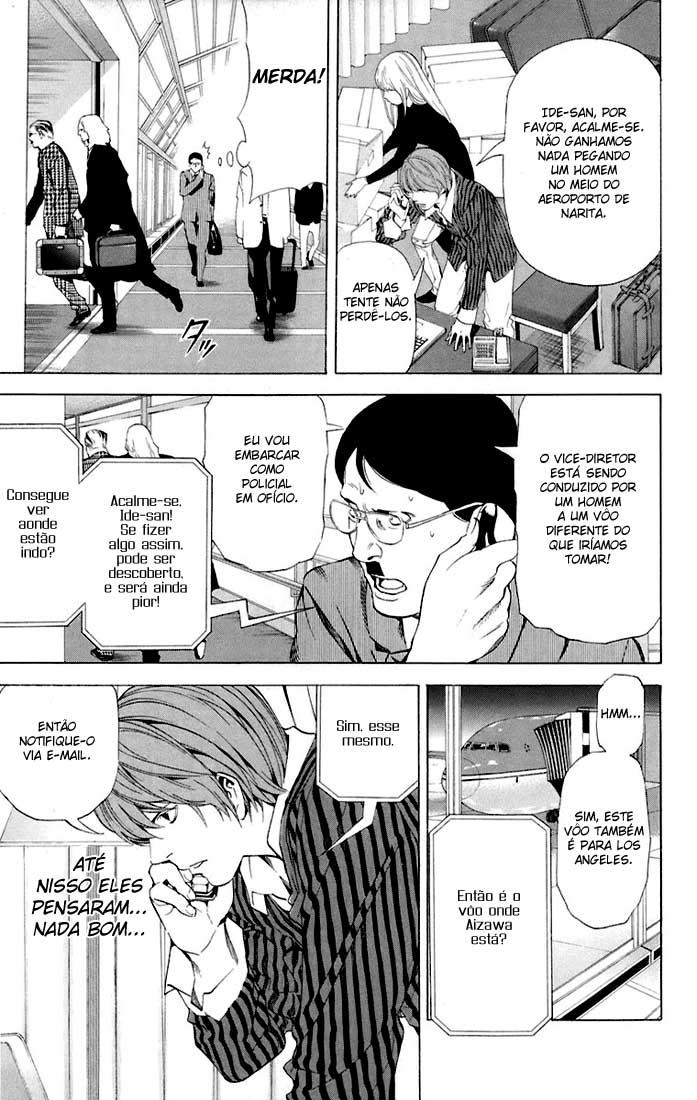 IDE-SAN, POR
FAVOR, ACALME-SE.
NÃO GANHAMOS
NADA PEGANDO
UM HOMEM
NO MEIO DO
AEROPORTO DE
NARITA.
APENAS
TENTE NÃO
PERDÊ-LOS.
MERDA!
ダッ
O VICE-DIRETOR
ESTÁ SENDO
CONDUZIDO POR
UM HOMEM
A UM VÔO
DIFERENTE DO
QUE IRÍAMOS
TOMAR!
EU VOU
EMBARCAR
COMO
POLICIAL
EM OFÍCIO.
Acalme-se,
Ide-san!
Se fizer
algo assim,
pode ser
descoberto,
e será ainda
pior!
Consegue
ver
aonde
estão
indo?
HMM...
SIM, ESTE
VÔO TAMBÉM
É PARA LOS
ANGELES.
Então é o
vôo onde
Aizawa
está?
Sim, esse
mesmo.
ENTÃO
NOTIFIQUE-O
VIA E-MAIL.
ATÉ
NISSO ELES
PENSARAM...
NADA BOM...